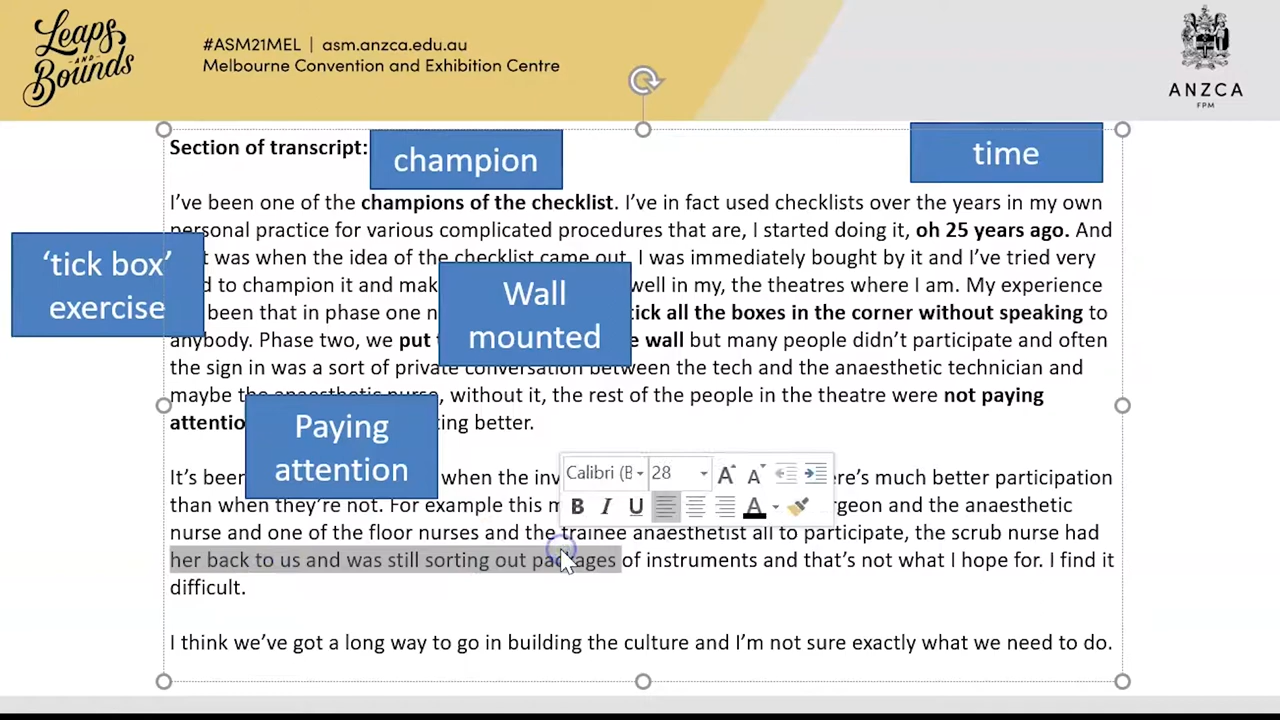 Leaps
AND
Bounds
#ASM21MEL | asm.anzca.edu.au
Melbourne Convention and Exhibition Centre
ANZCA
FPM
Section of transcript:
champion
time
I've been one of the champions of the checklist. I've in fact used checklists over the years in my own
personal practice for various complicated procedures that are, I started doing it, oh 25 years ago. And
'tick box'
exercise
was when the idea of the checklist came out, I was immediately bought by it and I've tried very
to champion it and mak well in my, the theatres where I am. My experience
Wall
mounted
been that in phase one tick all the boxes in the corner without speaking to
anybody. Phase two, we put wall but many people didn't participate and often
the sign in was a sort of private conversation between the tech and the anaesthetic technician and
maybe the anaesthetic nurse, without it, the rest of the people in the theatre were not paying
attentio ing better.
Paying
attention
It's been when the inv ere's much better participation
Calibri (B 28
than when they're not. For example this m geon and the anaesthetic
B I U A
nurse and one of the floor nurses and the trainee anaesthetist all to participate, the scrub nurse had
her back to us and was still sorting out packages of instruments and that's not what I hope for. I find it
difficult.
I think we've got a long way to go in building the culture and I'm not sure exactly what we need to do.